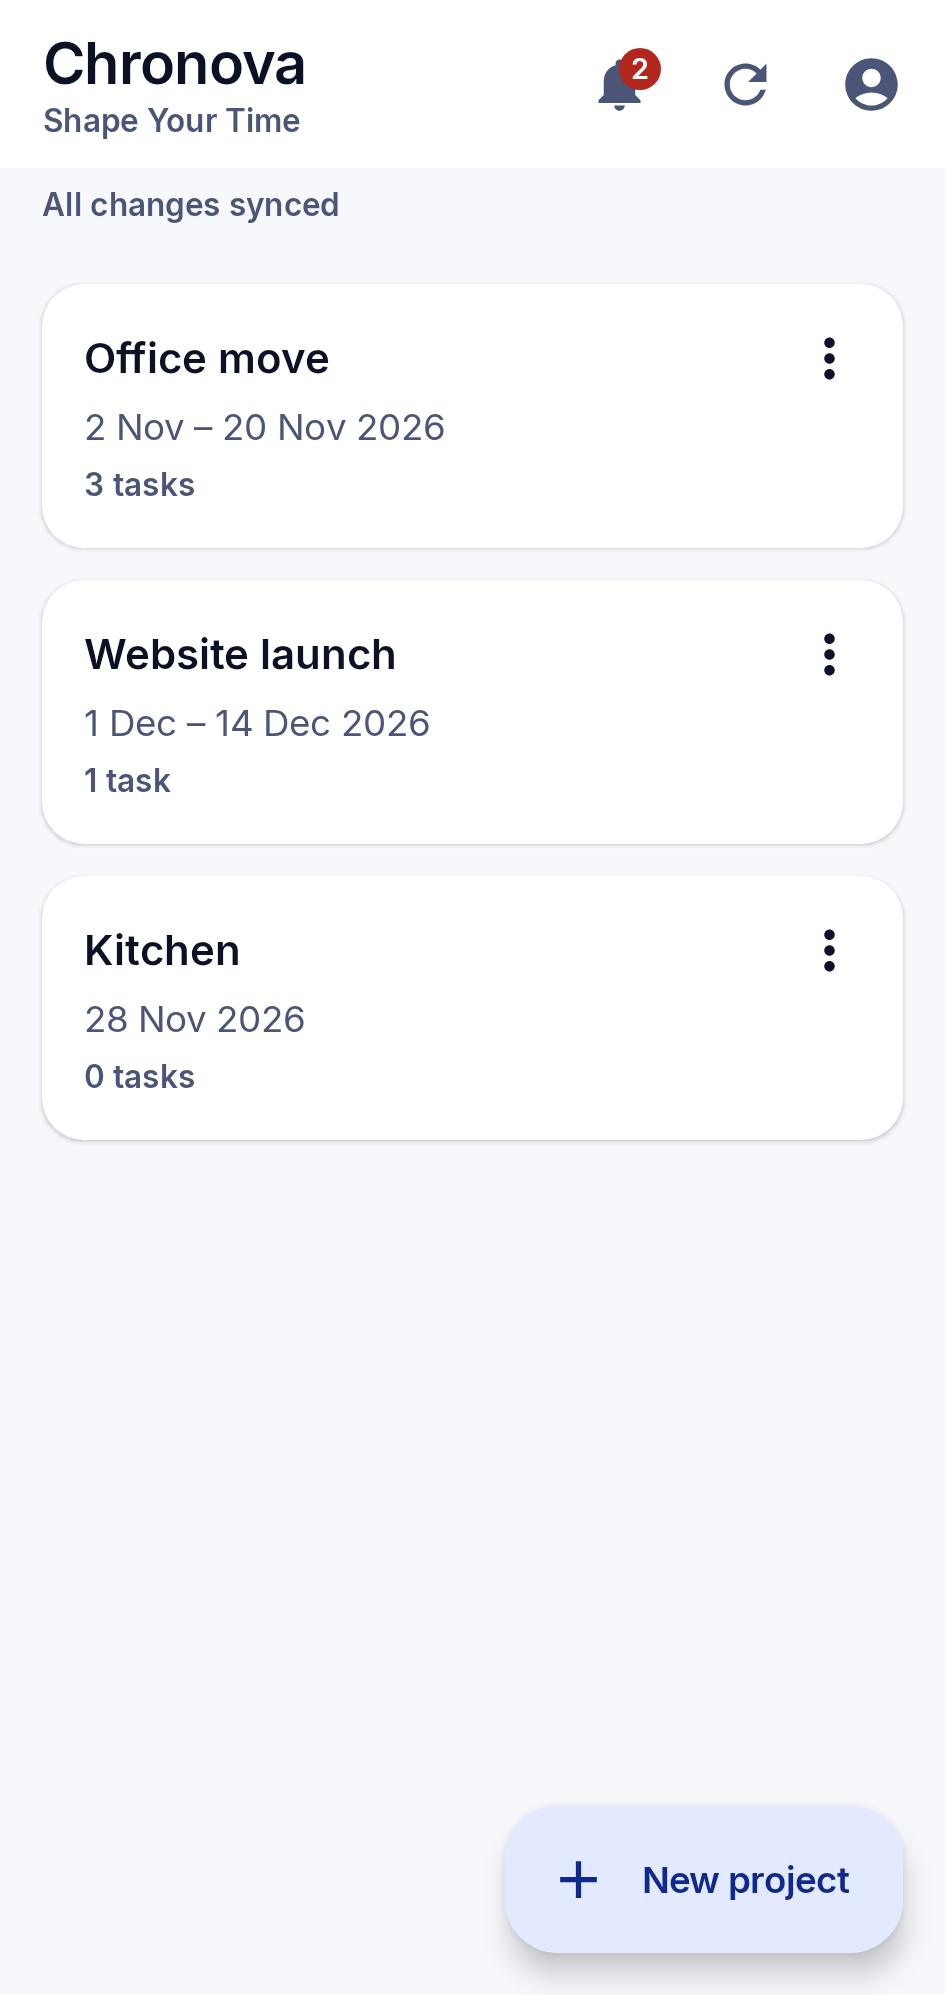 Chronova
Shape Your Time
2
All changes synced
Office move
2 Nov – 20 Nov 2026
3 tasks
Website launch
1 Dec – 14 Dec 2026
1 task
Kitchen
28 Nov 2026
0 tasks
New project